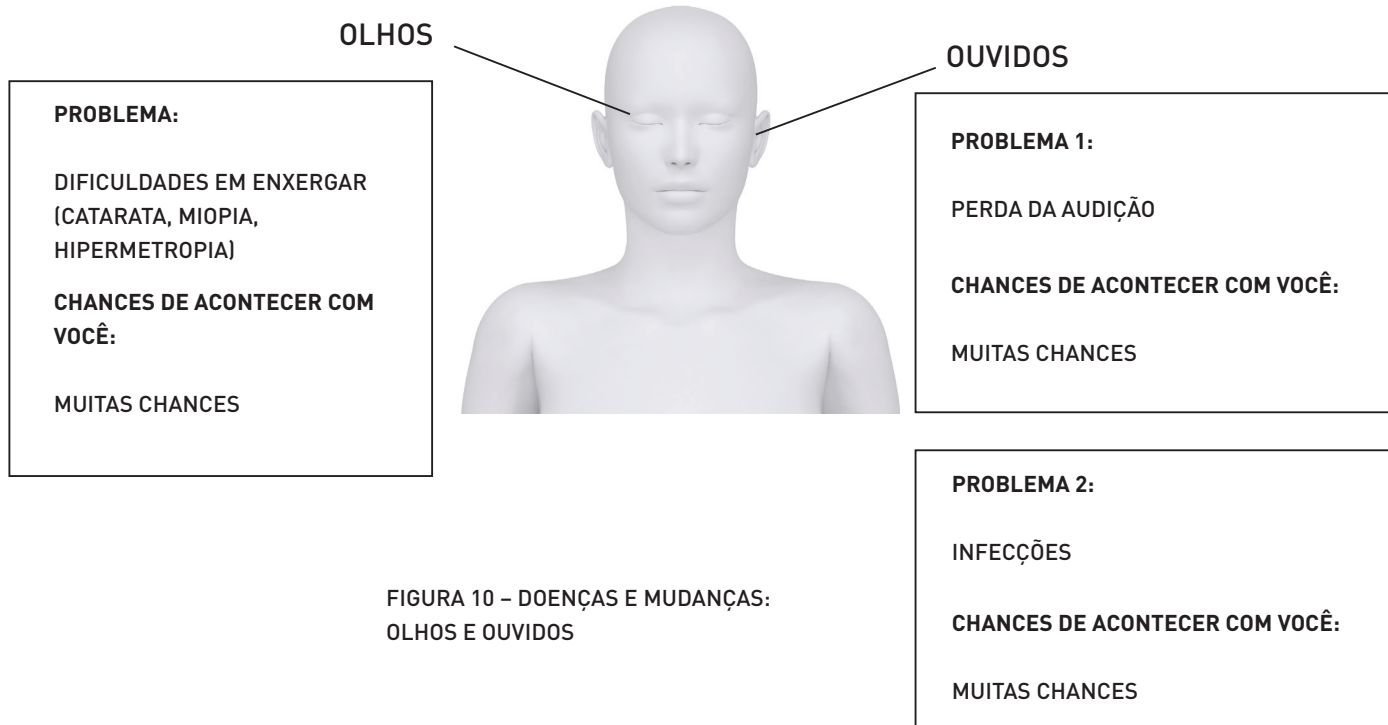 OLHOS
PROBLEMA:
DIFICULDADES EM ENXERGAR
(CATARATA, MIOPIA,
HIPERMETROPIA)
CHANCES DE ACONTECER COM
VOCÊ:
MUITAS CHANCES
OUVIDOS
PROBLEMA 1:
PERDA DA AUDIÇÃO
CHANCES DE ACONTECER COM VOCÊ:
MUITAS CHANCES
PROBLEMA 2:
INFECÇÕES
CHANCES DE ACONTECER COM VOCÊ:
MUITAS CHANCES
FIGURA 10 – DOENÇAS E MUDANÇAS:
OLHOS E OUVIDOS